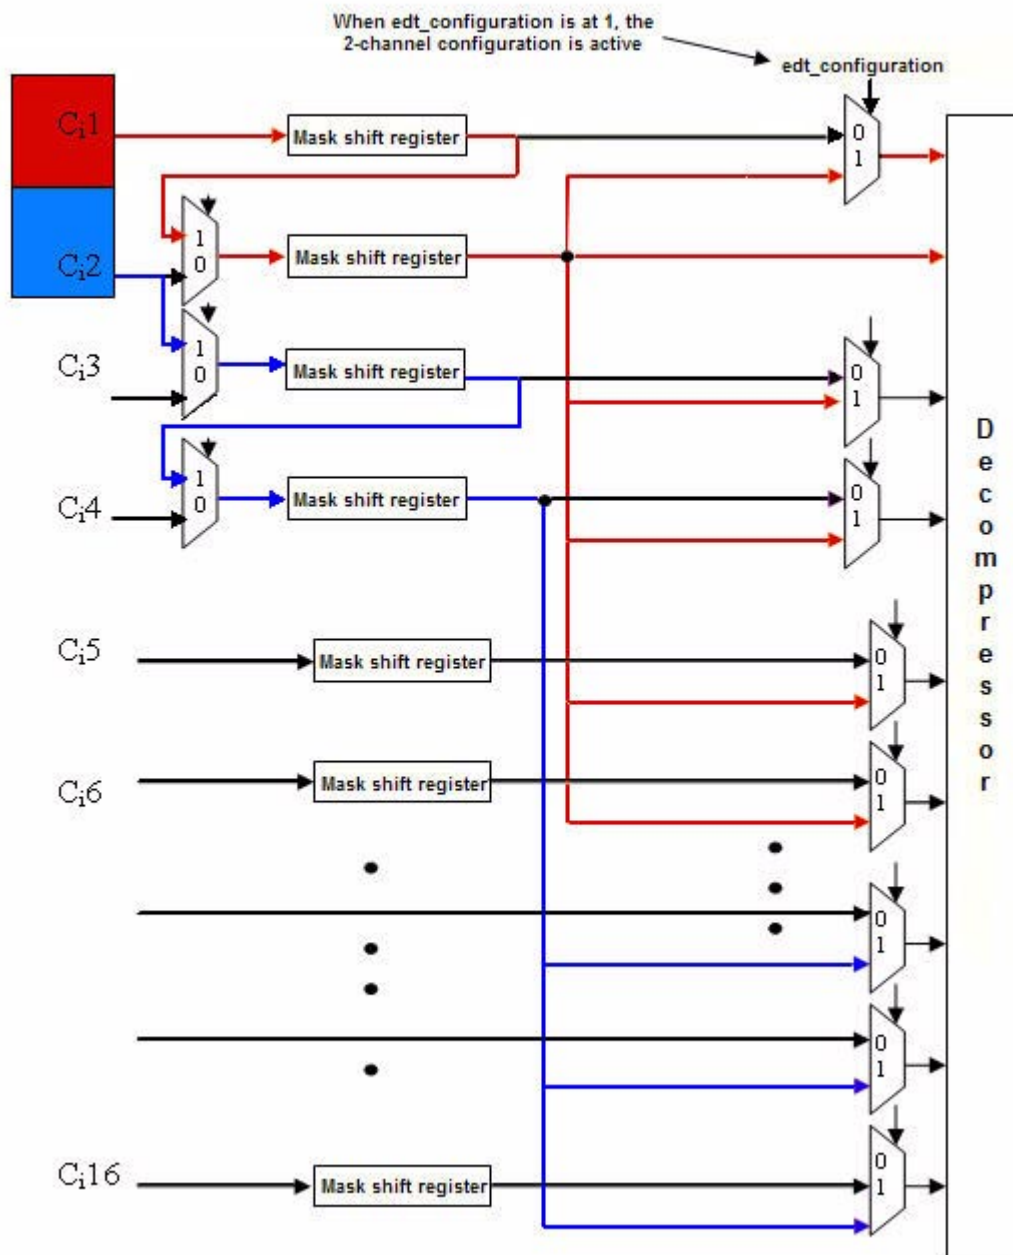 When edt_configuration is at 1, the
2-channel configuration is active
edt_configuration
Ci1
Mask shift register
0
1
1
0
Ci2
Mask shift register
1
0
Ci3
Mask shift register
0
1
1
0
Ci4
Mask shift register
0
1
Decompressor
Ci5
Mask shift register
0
1
Ci6
Mask shift register
0
1
0
1
0
1
Ci16
Mask shift register
0
1